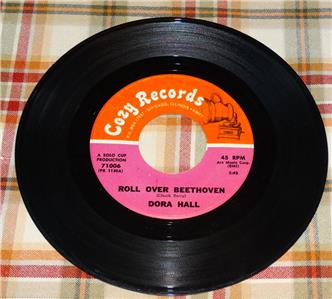 Cozy Records
A SOLO CUP
PRODUCTION
71006
45 RPM
ROLL OVER BEETHOVEN
(Chuck Berry)
DORA HALL